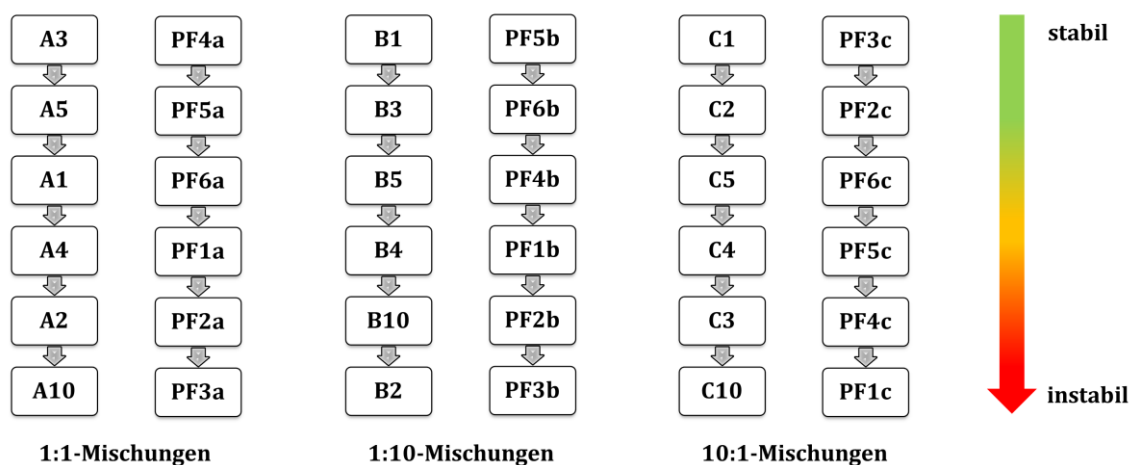 A3 PF4a B1 PF5b C1 PF3c stabil
A5 PF5a B3 PF6b C2 PF2c
A1 PF6a B5 PF4b C5 PF6c
A4 PF1a B4 PF1b C4 PF5c
A2 PF2a B10 PF2b C3 PF4c
A10 PF3a B2 PF3b C10 PF1c instabil
1:1-Mischungen 1:10-Mischungen 10:1-Mischungen